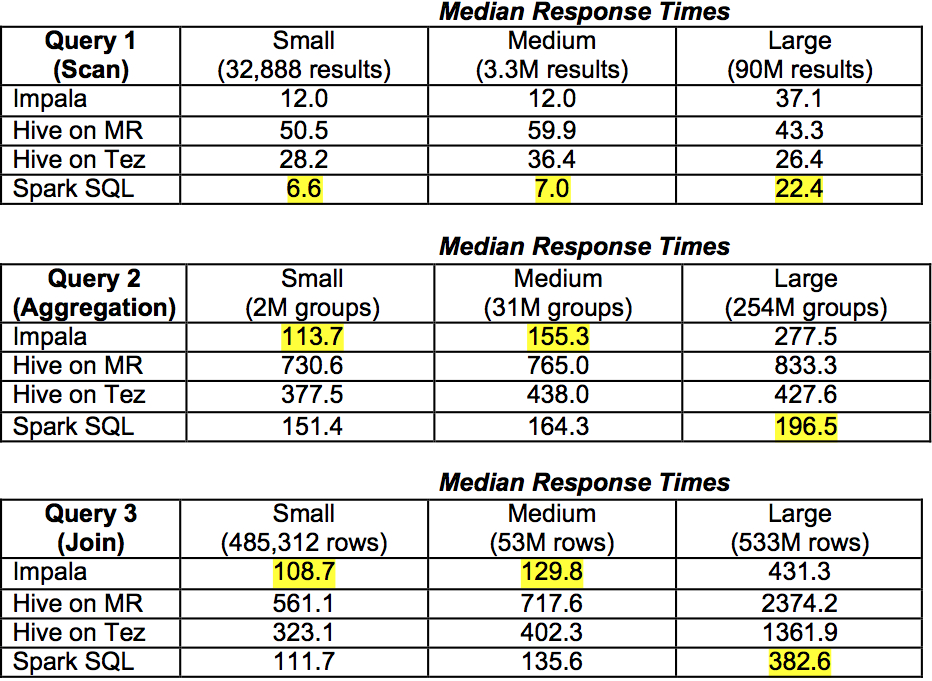 Median Response Times
Query 1 (Scan) Small (32,888 results) Medium (3.3M results) Large (90M results)
Impala 12.0 12.0 37.1
Hive on MR 50.5 59.9 43.3
Hive on Tez 28.2 36.4 26.4
Spark SQL 6.6 7.0 22.4
Median Response Times
Query 2 (Aggregation) Small (2M groups) Medium (31M groups) Large (254M groups)
Impala 113.7 155.3 277.5
Hive on MR 730.6 765.0 833.3
Hive on Tez 377.5 438.0 427.6
Spark SQL 151.4 164.3 196.5
Median Response Times
Query 3 (Join) Small (485,312 rows) Medium (53M rows) Large (533M rows)
Impala 108.7 129.8 431.3
Hive on MR 561.1 717.6 2374.2
Hive on Tez 323.1 402.3 1361.9
Spark SQL 111.7 135.6 382.6